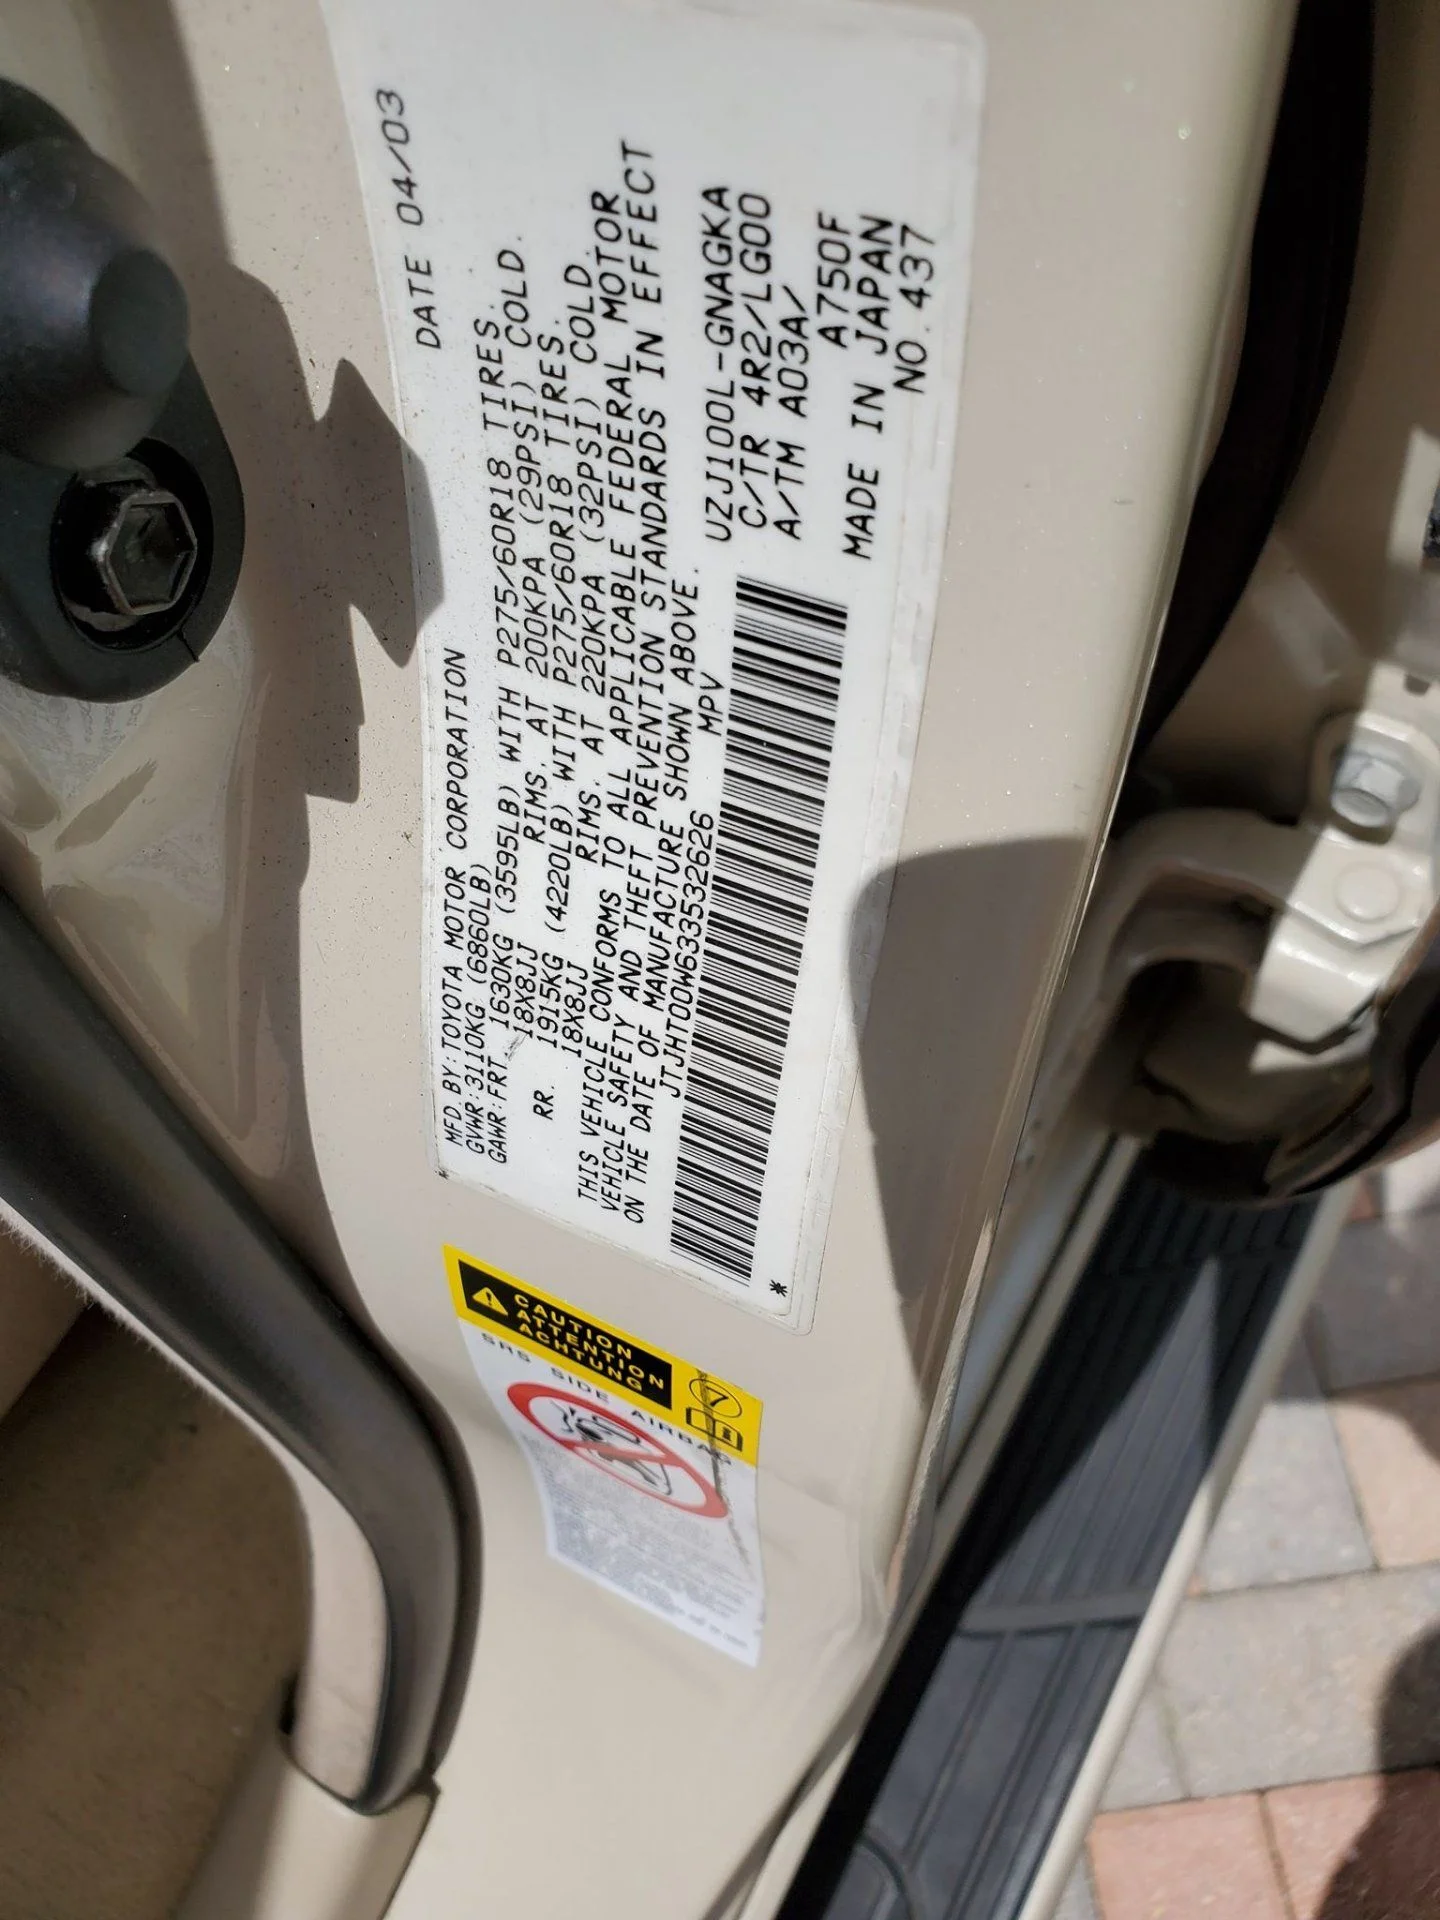 DATE 04/03
MFD.BY:TOYOTA MOTOR CORPORATION
GVWR:3110KG (6860LB)
GAWR:FRT 1630KG (3595LB) WITH P275/60R18 TIRES.
18X8JJ RIMS. AT 200KPA (29PSI) COLD.
RR. 1915KG (4220LB) WITH P275/60R18 TIRES.
18X8JJ RIMS. AT 220KPA (32PSI) COLD.
THIS VEHICLE CONFORMS TO ALL APPLICABLE FEDERAL MOTOR
VEHICLE SAFETY AND THEFT PREVENTION STANDARDS IN EFFECT
ON THE DATE OF MANUFACTURE SHOWN ABOVE.
JTJHT00W633532626 MPV
UZJ100L-GNAGKA
C/TR 4R2/LG00
A/TM A03A/
A750F
MADE IN JAPAN
NO.437
*
CAUTION
ATTENTION
ACHTUNG
7
SRS SIDE AIRBAG